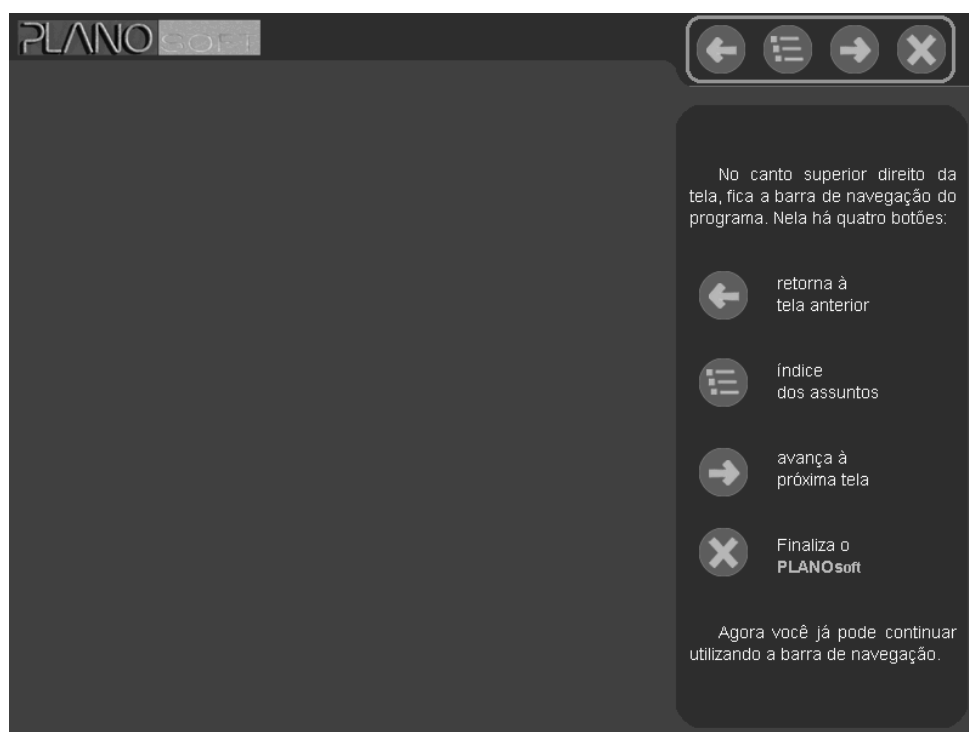 PLANO SOFT
No canto superior direito da
tela, fica a barra de navegação do
programa. Nela há quatro botões:
retorna à
tela anterior
índice
dos assuntos
avança à
próxima tela
Finaliza o
PLANOsoft
Agora você já pode continuar
utilizando a barra de navegação.